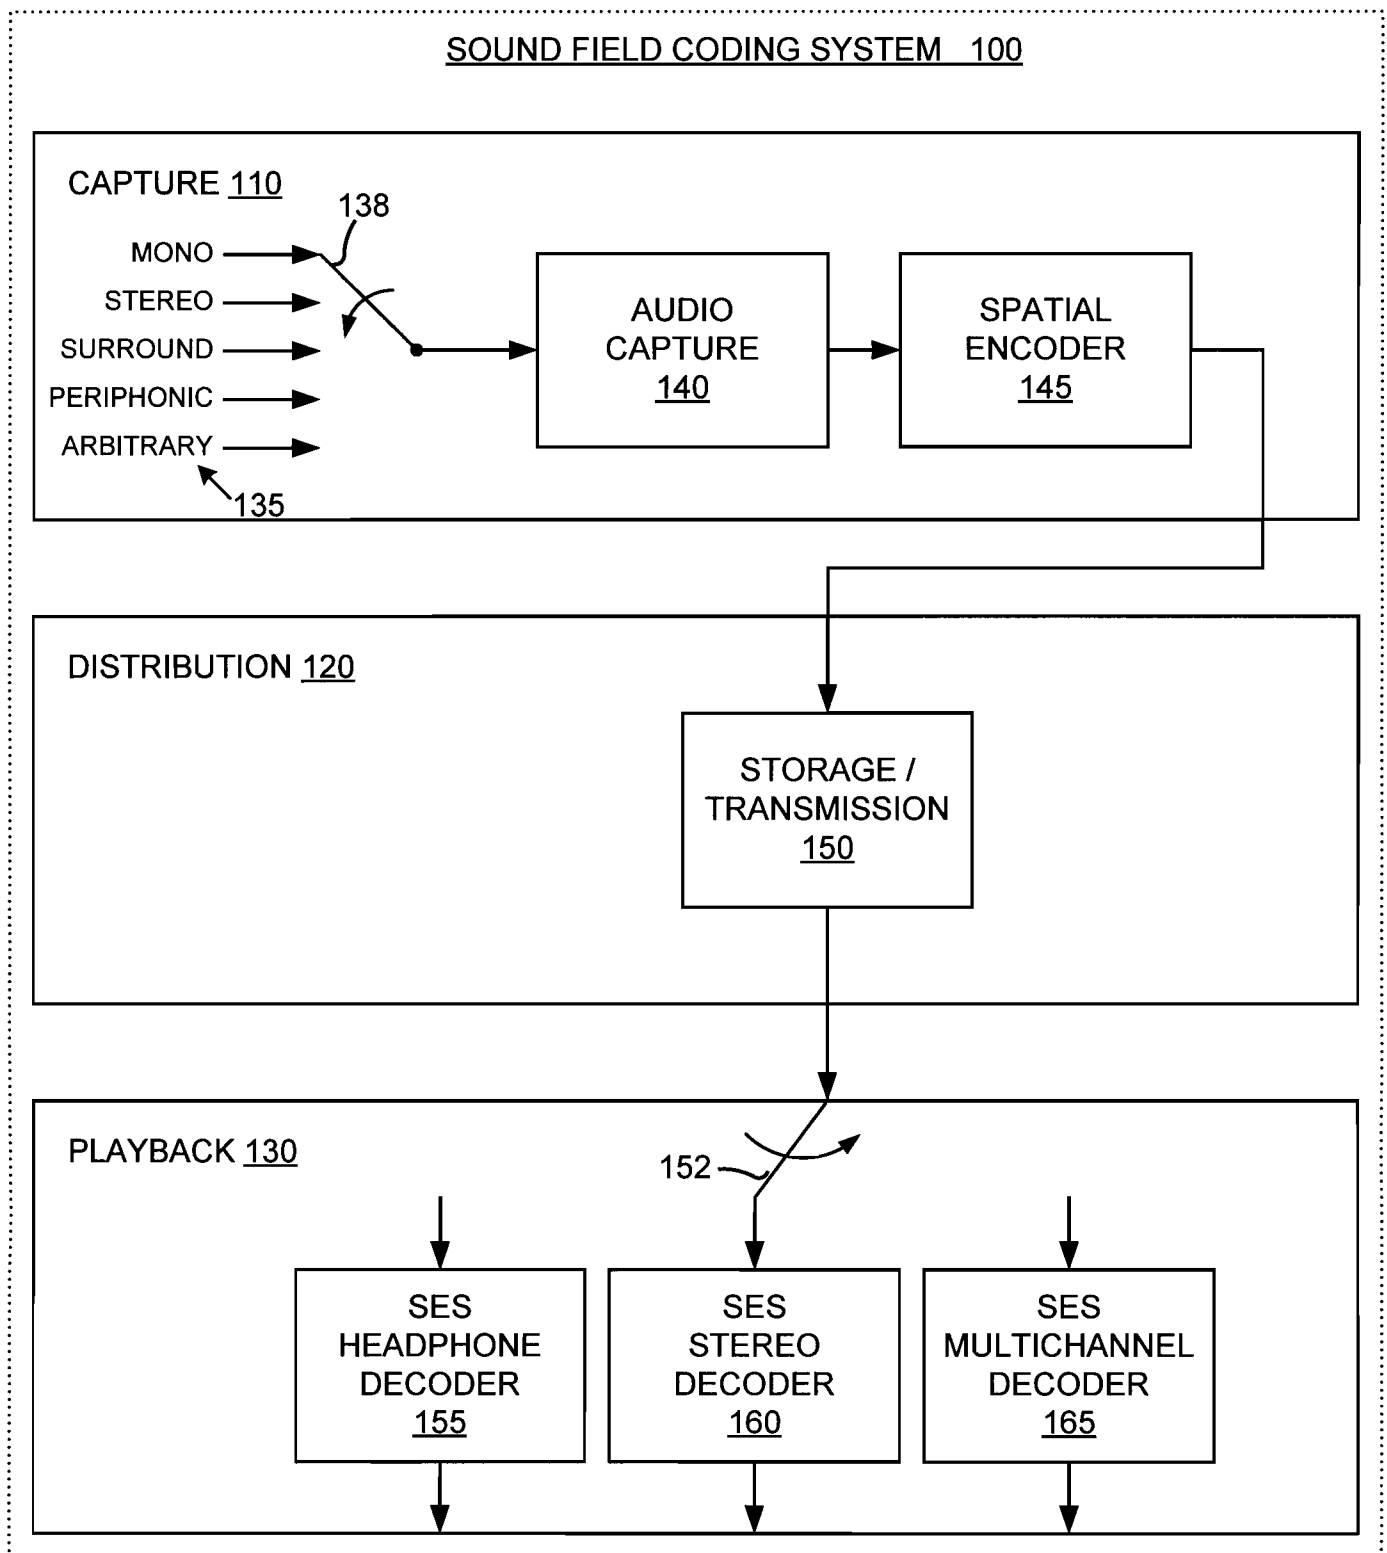 SOUND FIELD CODING SYSTEM 100
CAPTURE 110
138
MONO
STEREO
SURROUND
PERIPHONIC
ARBITRARY
135
AUDIO
CAPTURE
140
SPATIAL
ENCODER
145
DISTRIBUTION 120
STORAGE /
TRANSMISSION
150
PLAYBACK 130
152
SES
HEADPHONE
DECODER
155
SES
STEREO
DECODER
160
SES
MULTICHANNEL
DECODER
165